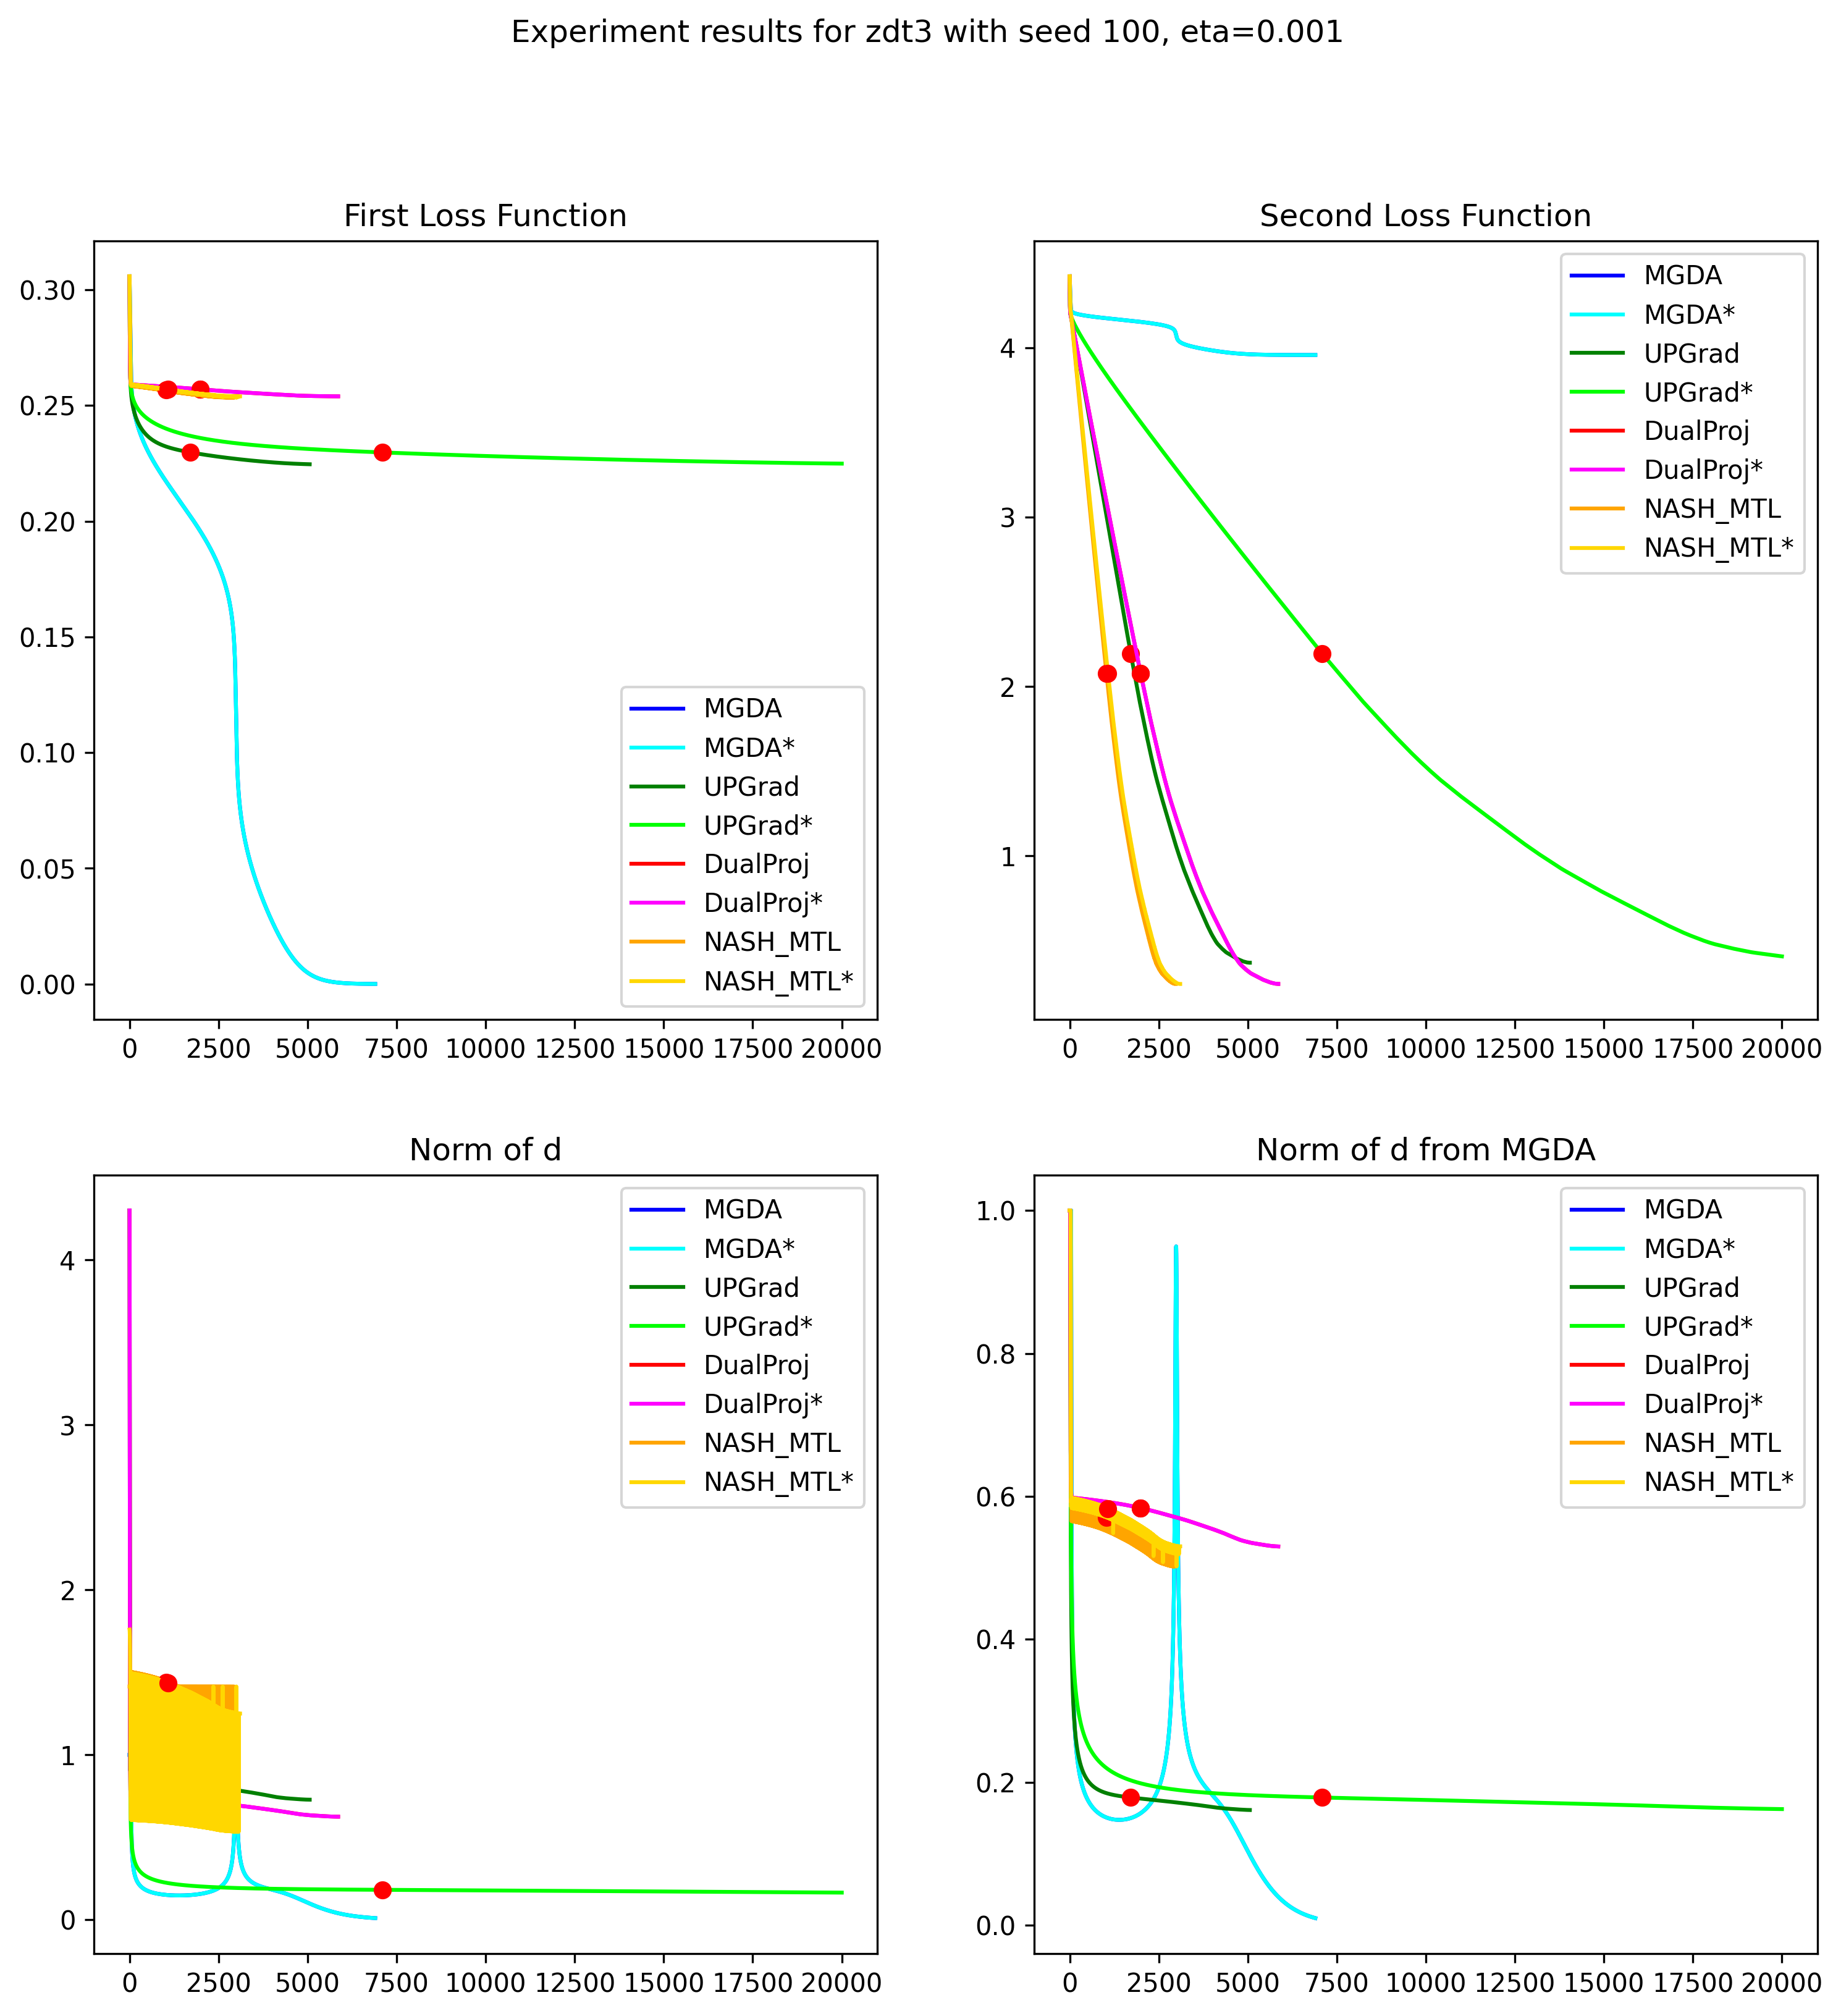 Experiment results for zdt3 with seed 100, eta=0.001
First Loss Function
0.30
0.25
0.20
0.15
0.10
0.05
0.00
0 2500 5000 7500 10000 12500 15000 17500 20000
MGDA
MGDA*
UPGrad
UPGrad*
DualProj
DualProj*
NASH_MTL
NASH_MTL*
Second Loss Function
4
3
2
1
0 2500 5000 7500 10000 12500 15000 17500 20000
MGDA
MGDA*
UPGrad
UPGrad*
DualProj
DualProj*
NASH_MTL
NASH_MTL*
Norm of d
4
3
2
1
0
0 2500 5000 7500 10000 12500 15000 17500 20000
MGDA
MGDA*
UPGrad
UPGrad*
DualProj
DualProj*
NASH_MTL
NASH_MTL*
Norm of d from MGDA
1.0
0.8
0.6
0.4
0.2
0.0
0 2500 5000 7500 10000 12500 15000 17500 20000
MGDA
MGDA*
UPGrad
UPGrad*
DualProj
DualProj*
NASH_MTL
NASH_MTL*